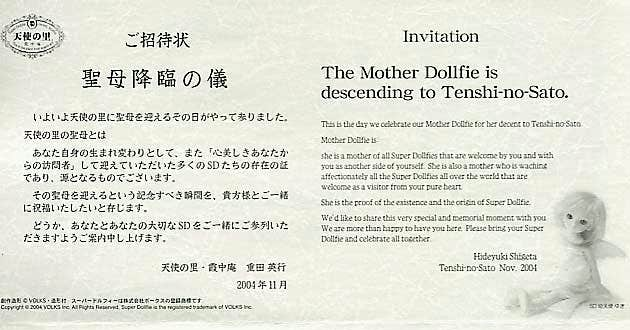 天使の里
霞中庵
ご招待状
聖母降臨の儀
いよいよ天使の里に聖母を迎えるその日がやって参りました。
天使の里の聖母とは
あなた自身の生まれ変わりとして、また「心美しきあなたか
らの訪問者」として迎えていただいた多くのSDたちの存在の証
であり、源となるものでございます。
その聖母を迎えるという記念すべき瞬間を、貴方様とご一緒
に祝福いたしたいと存じます。
どうか、あなたとあなたの大切なSDをご一緒にご参列いた
だきますようご案内申し上げます。
天使の里・霞中庵 重田 英行
2004年11月
創作造形 © VOLKS・造形村 スーパードルフィーは株式会社ボークスの登録商標です
Copyright © 2004 VOLKS Inc. All Rights Reserved. Super Dollfie is the registered trademark of VOLKS Inc.
Invitation
The Mother Dollfie is
descending to Tenshi-no-Sato.
This is the day we celebrate our Mother Dollfie for her decent to Tenshi-no-Sato.
Mother Dollfie is
she is a mother of all Super Dollfies that are welcome by you and with
you as another side of yourself. She is also a mother who is waching
affectionately all the Super Dollfies all over the world that are
welcome as a visitor from your pure heart.
She is the proof of the existence and the origin of Super Dollfie.
We'd like to share this very special and memorial moment with you
We are more than happy to have you here. Please bring your Super
Dollfie and celebrate all together.
Hideyuki Shigeta
Tenshi-no-Sato Nov. 2004
SD幼天使 ゆき